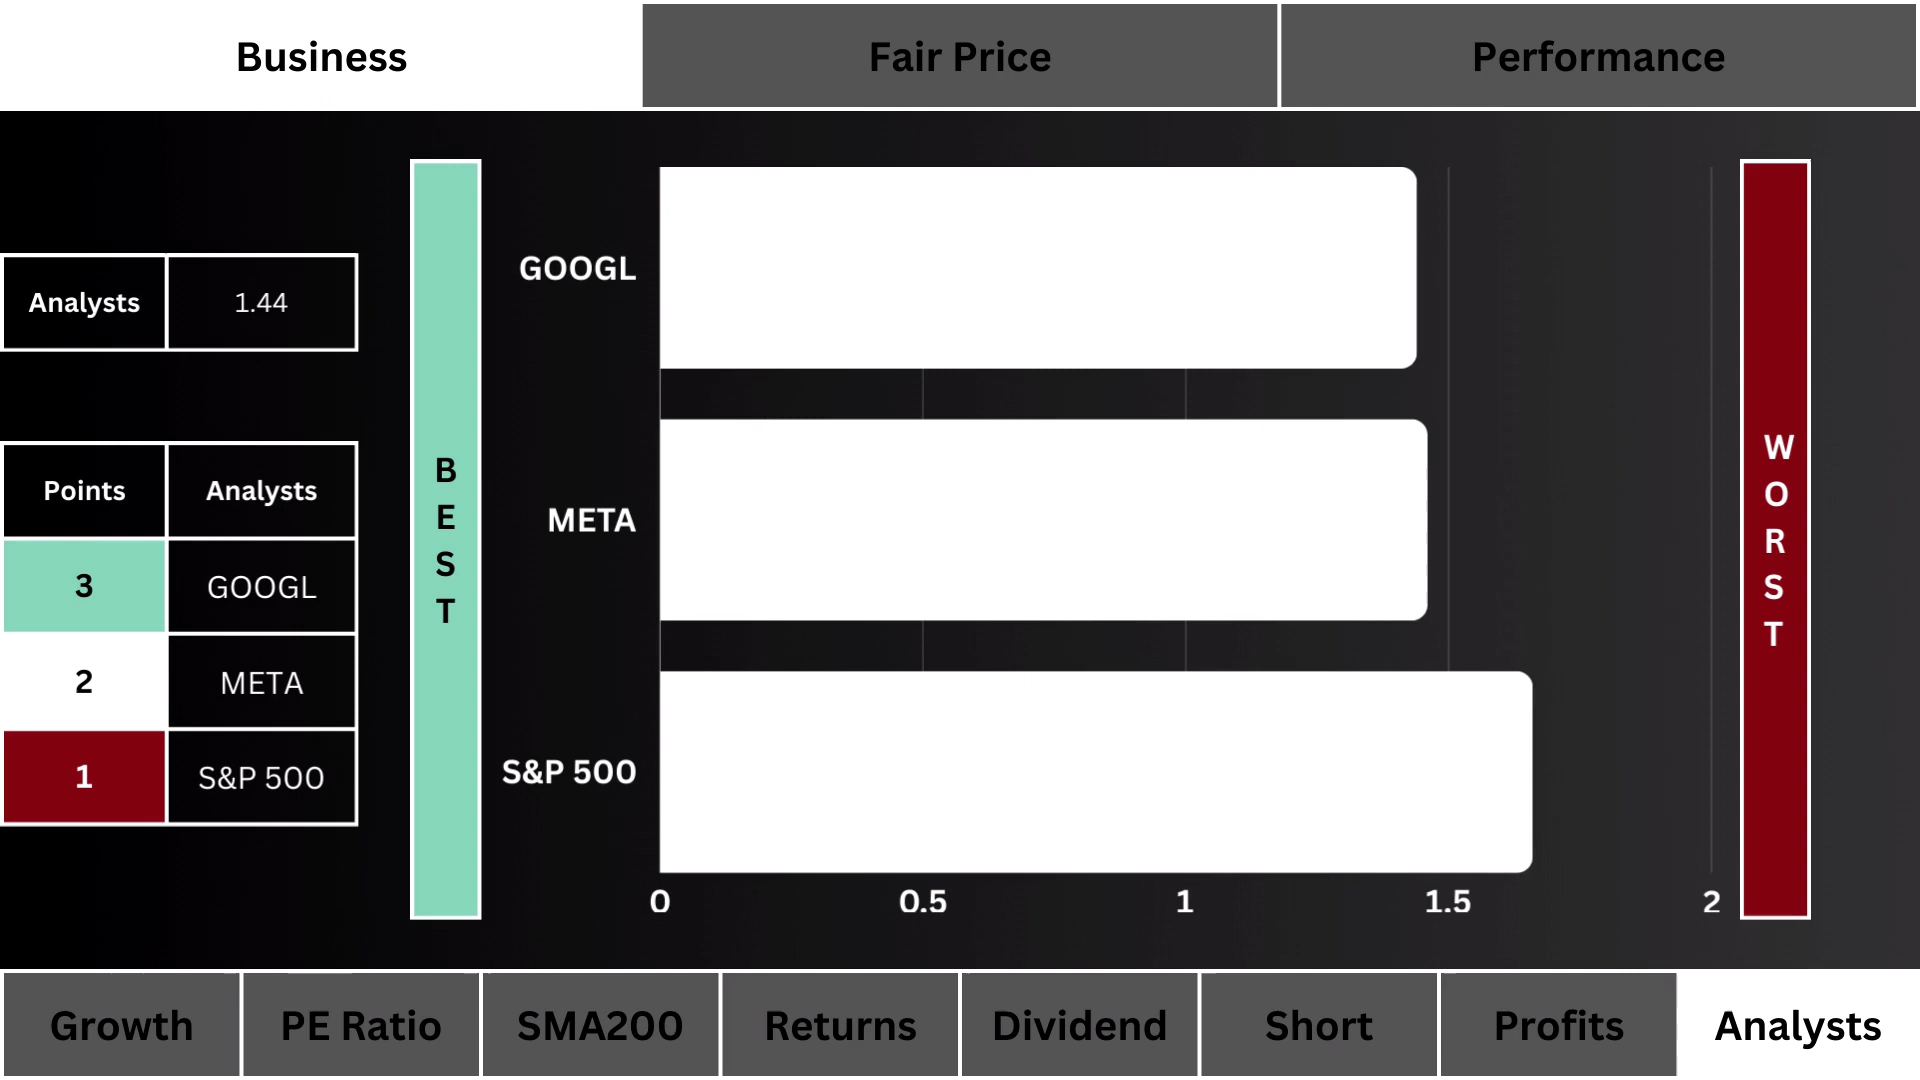 Business
Fair Price
Performance
Analysts 1.44
Points Analysts
3 GOOGL
2 META
1 S&P 500
B
E
S
T
GOOGL
META
S&P 500
0 0.5 1 1.5 2
W
O
R
S
T
Growth
PE Ratio
SMA200
Returns
Dividend
Short
Profits
Analysts